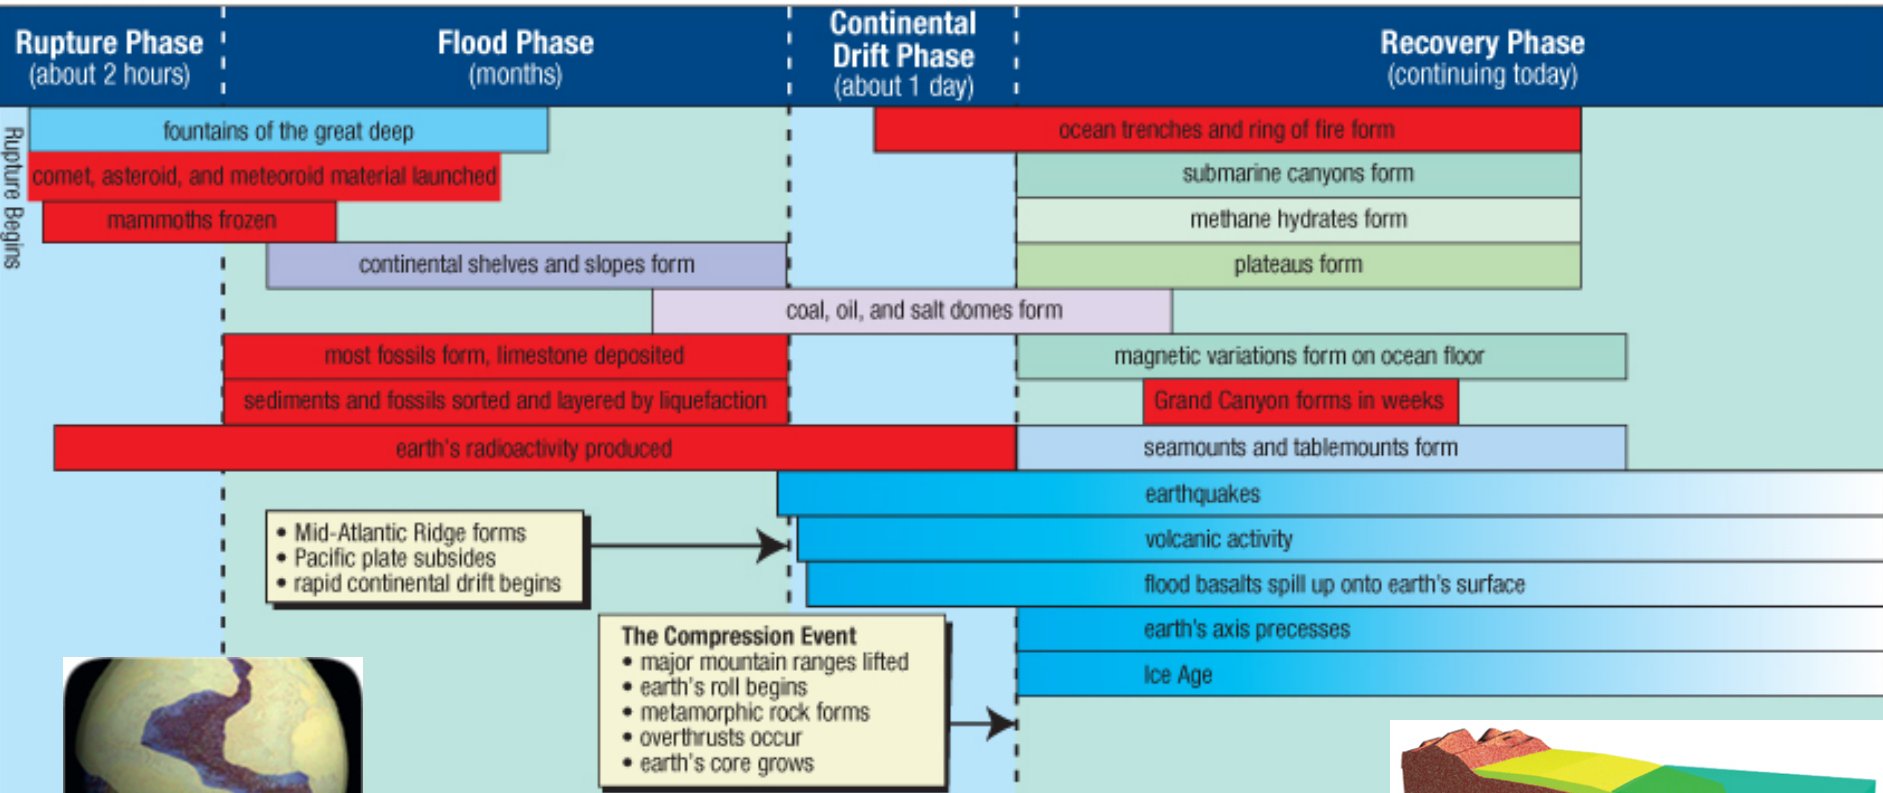 Rupture Phase
(about 2 hours)
Flood Phase
(months)
Continental
Drift Phase
(about 1 day)
Recovery Phase
(continuing today)
Rupture Begins
fountains of the great deep
ocean trenches and ring of fire form
comet, asteroid, and meteoroid material launched
submarine canyons form
mammoths frozen
methane hydrates form
continental shelves and slopes form
plateaus form
coal, oil, and salt domes form
most fossils form, limestone deposited
magnetic variations form on ocean floor
sediments and fossils sorted and layered by liquefaction
Grand Canyon forms in weeks
earth's radioactivity produced
seamounts and tablemounts form
earthquakes
• Mid-Atlantic Ridge forms
• Pacific plate subsides
• rapid continental drift begins
volcanic activity
flood basalts spill up onto earth's surface
earth's axis precesses
Ice Age
The Compression Event
• major mountain ranges lifted
• earth's roll begins
• metamorphic rock forms
• overthrusts occur
• earth's core grows